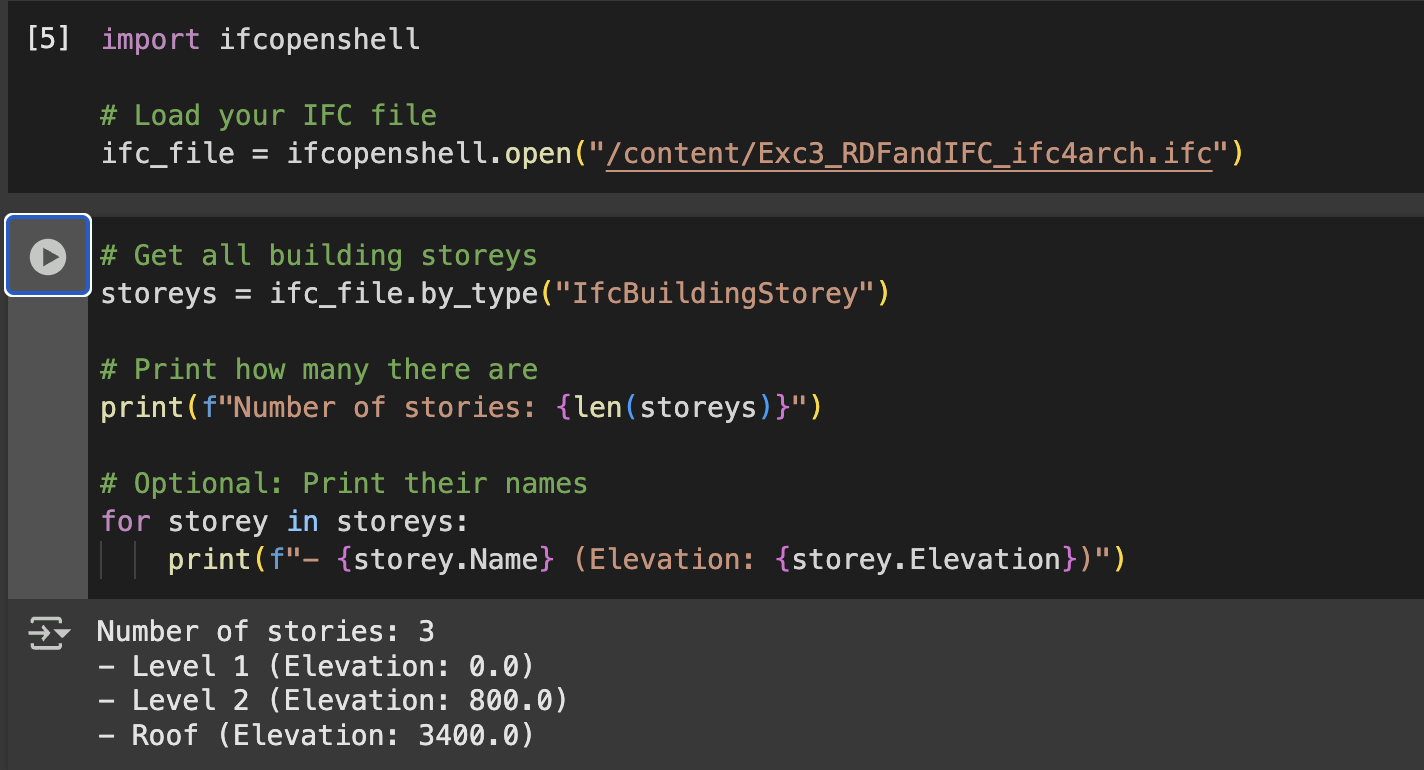 [5] import ifcopenshell
# Load your IFC file
ifc_file = ifcopenshell.open("/content/Exc3_RDFandIFC_ifc4arch.ifc")
# Get all building storeys
storeys = ifc_file.by_type("IfcBuildingStorey")
# Print how many there are
print(f"Number of stories: {len(storeys)}")
# Optional: Print their names
for storey in storeys:
    print(f"- {storey.Name} (Elevation: {storey.Elevation})")
Number of stories: 3
- Level 1 (Elevation: 0.0)
- Level 2 (Elevation: 800.0)
- Roof (Elevation: 3400.0)